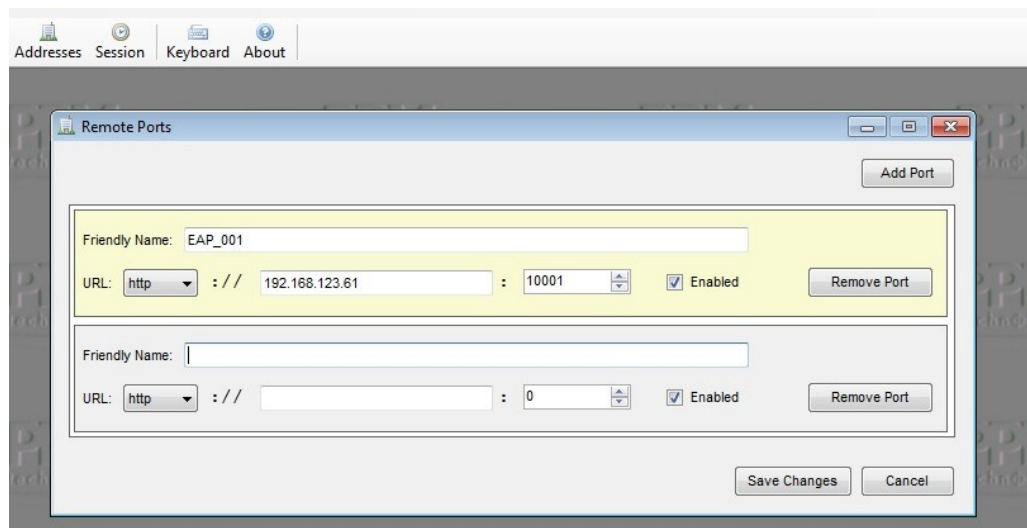 Addresses Session Keyboard About
Remote Ports
Add Port
Friendly Name: EAP_001
URL: http :// 192.168.123.61 : 10001 Enabled Remove Port
Friendly Name:
URL: http :// : 0 Enabled Remove Port
Save Changes Cancel